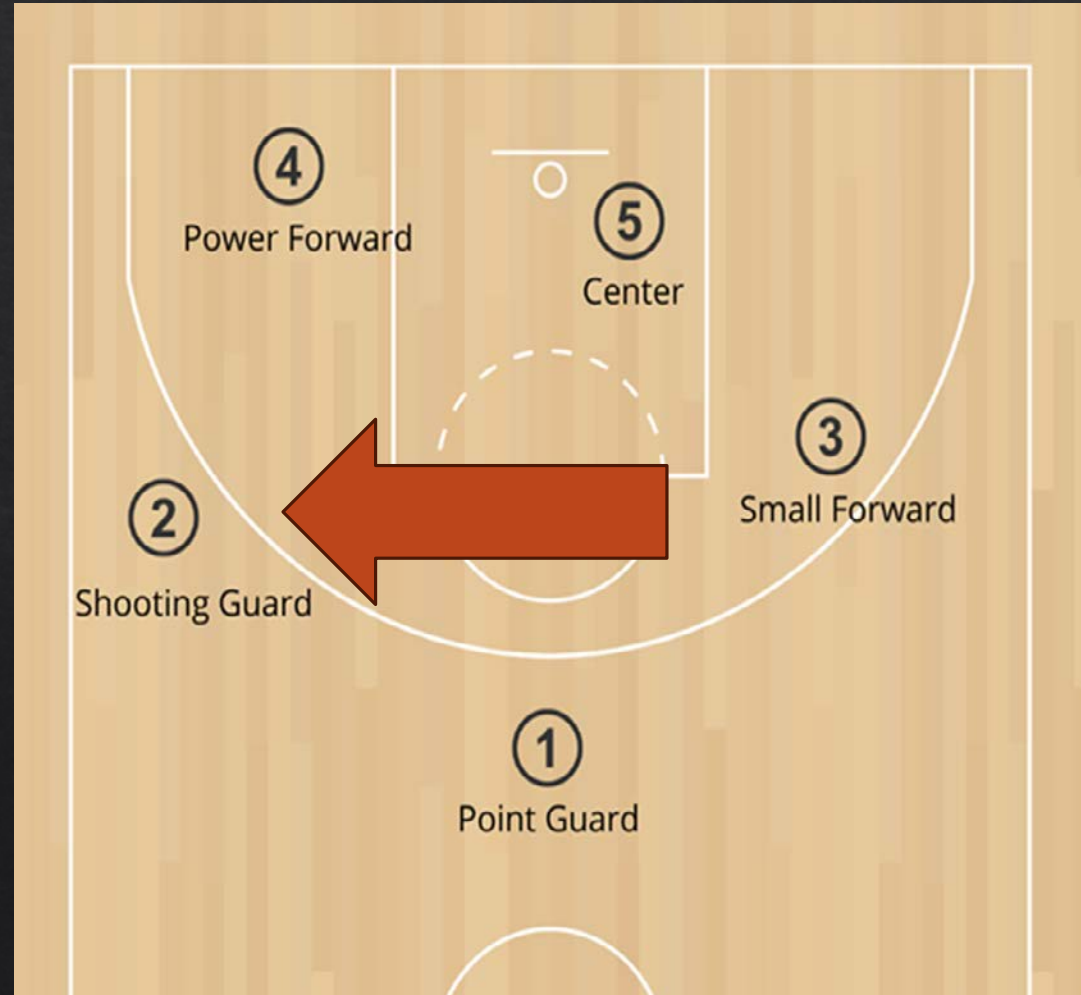 4
Power Forward
5
Center
3
Small Forward
2
Shooting Guard
1
Point Guard